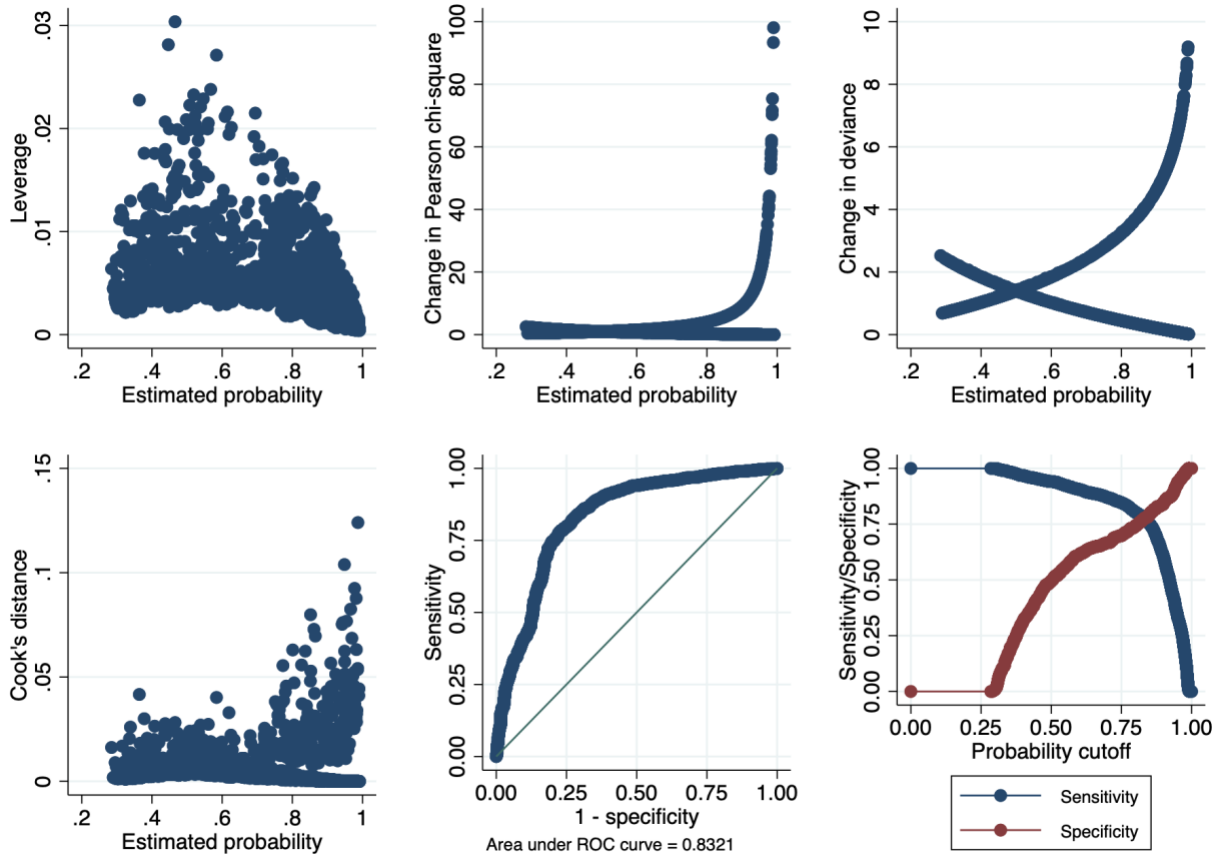 Leverage
0 .01 .02 .03
.2 .4 .6 .8 1
Estimated probability
Change in Pearson chi-square
0 20 40 60 80 100
.2 .4 .6 .8 1
Estimated probability
Change in deviance
0 2 4 6 8 10
.2 .4 .6 .8 1
Estimated probability
Cook's distance
0 .05 .1 .15
.2 .4 .6 .8 1
Estimated probability
Sensitivity
0.00 0.25 0.50 0.75 1.00
0.00 0.25 0.50 0.75 1.00
1 - specificity
Area under ROC curve = 0.8321
Sensitivity/Specificity
0.00 0.25 0.50 0.75 1.00
0.00 0.25 0.50 0.75 1.00
Probability cutoff
Sensitivity
Specificity